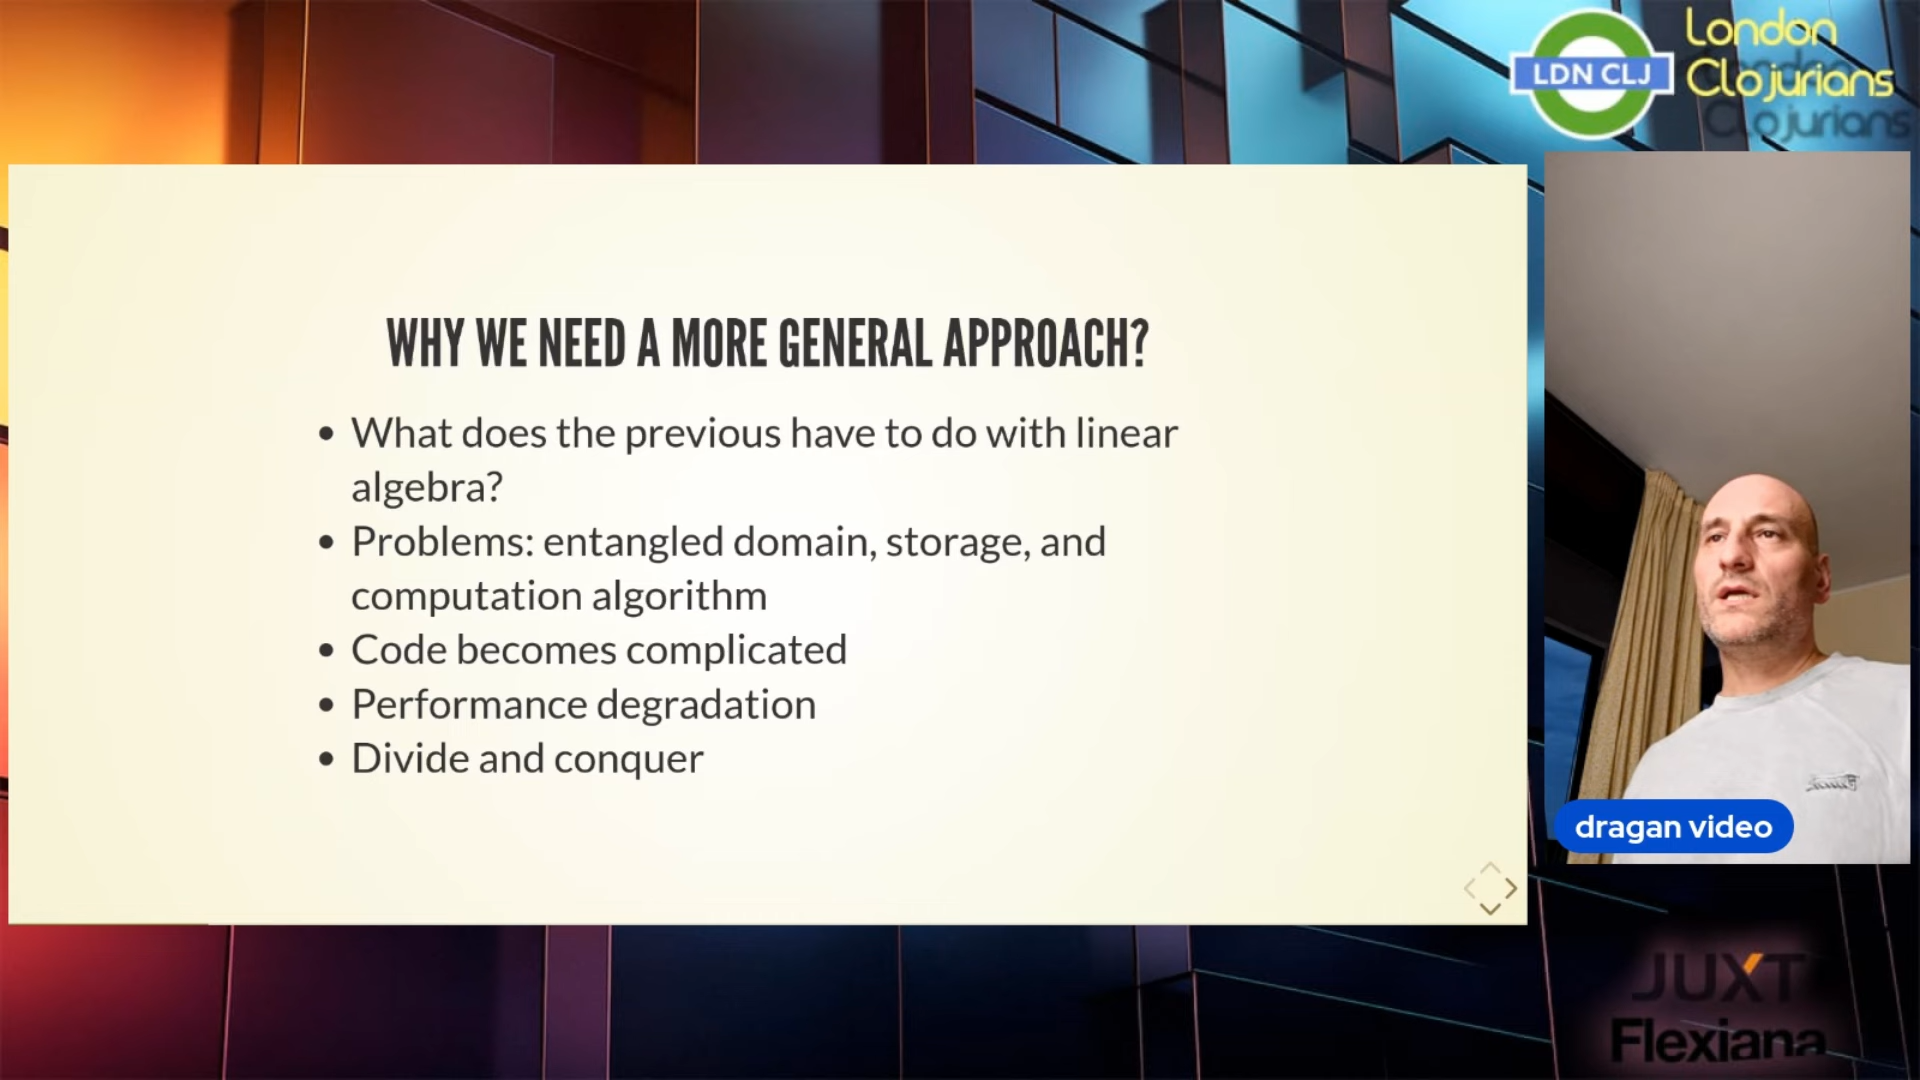 London
Clojurians
LDN CLJ
WHY WE NEED A MORE GENERAL APPROACH?
• What does the previous have to do with linear
algebra?
• Problems: entangled domain, storage, and
computation algorithm
• Code becomes complicated
• Performance degradation
• Divide and conquer
dragan video
JUXT
Flexiana